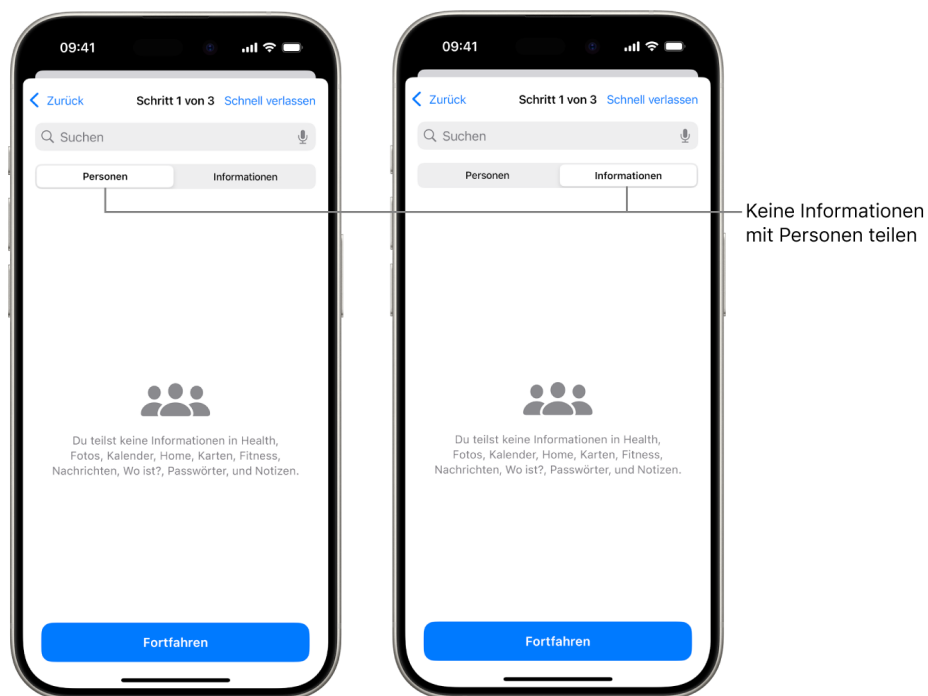 09:41
Zurück Schritt 1 von 3 Schnell verlassen
Suchen
Personen Informationen
Du teilst keine Informationen in Health,
Fotos, Kalender, Home, Karten, Fitness,
Nachrichten, Wo ist?, Passwörter, und Notizen.
Fortfahren
09:41
Zurück Schritt 1 von 3 Schnell verlassen
Suchen
Personen Informationen
Du teilst keine Informationen in Health,
Fotos, Kalender, Home, Karten, Fitness,
Nachrichten, Wo ist?, Passwörter, und Notizen.
Fortfahren
Keine Informationen
mit Personen teilen